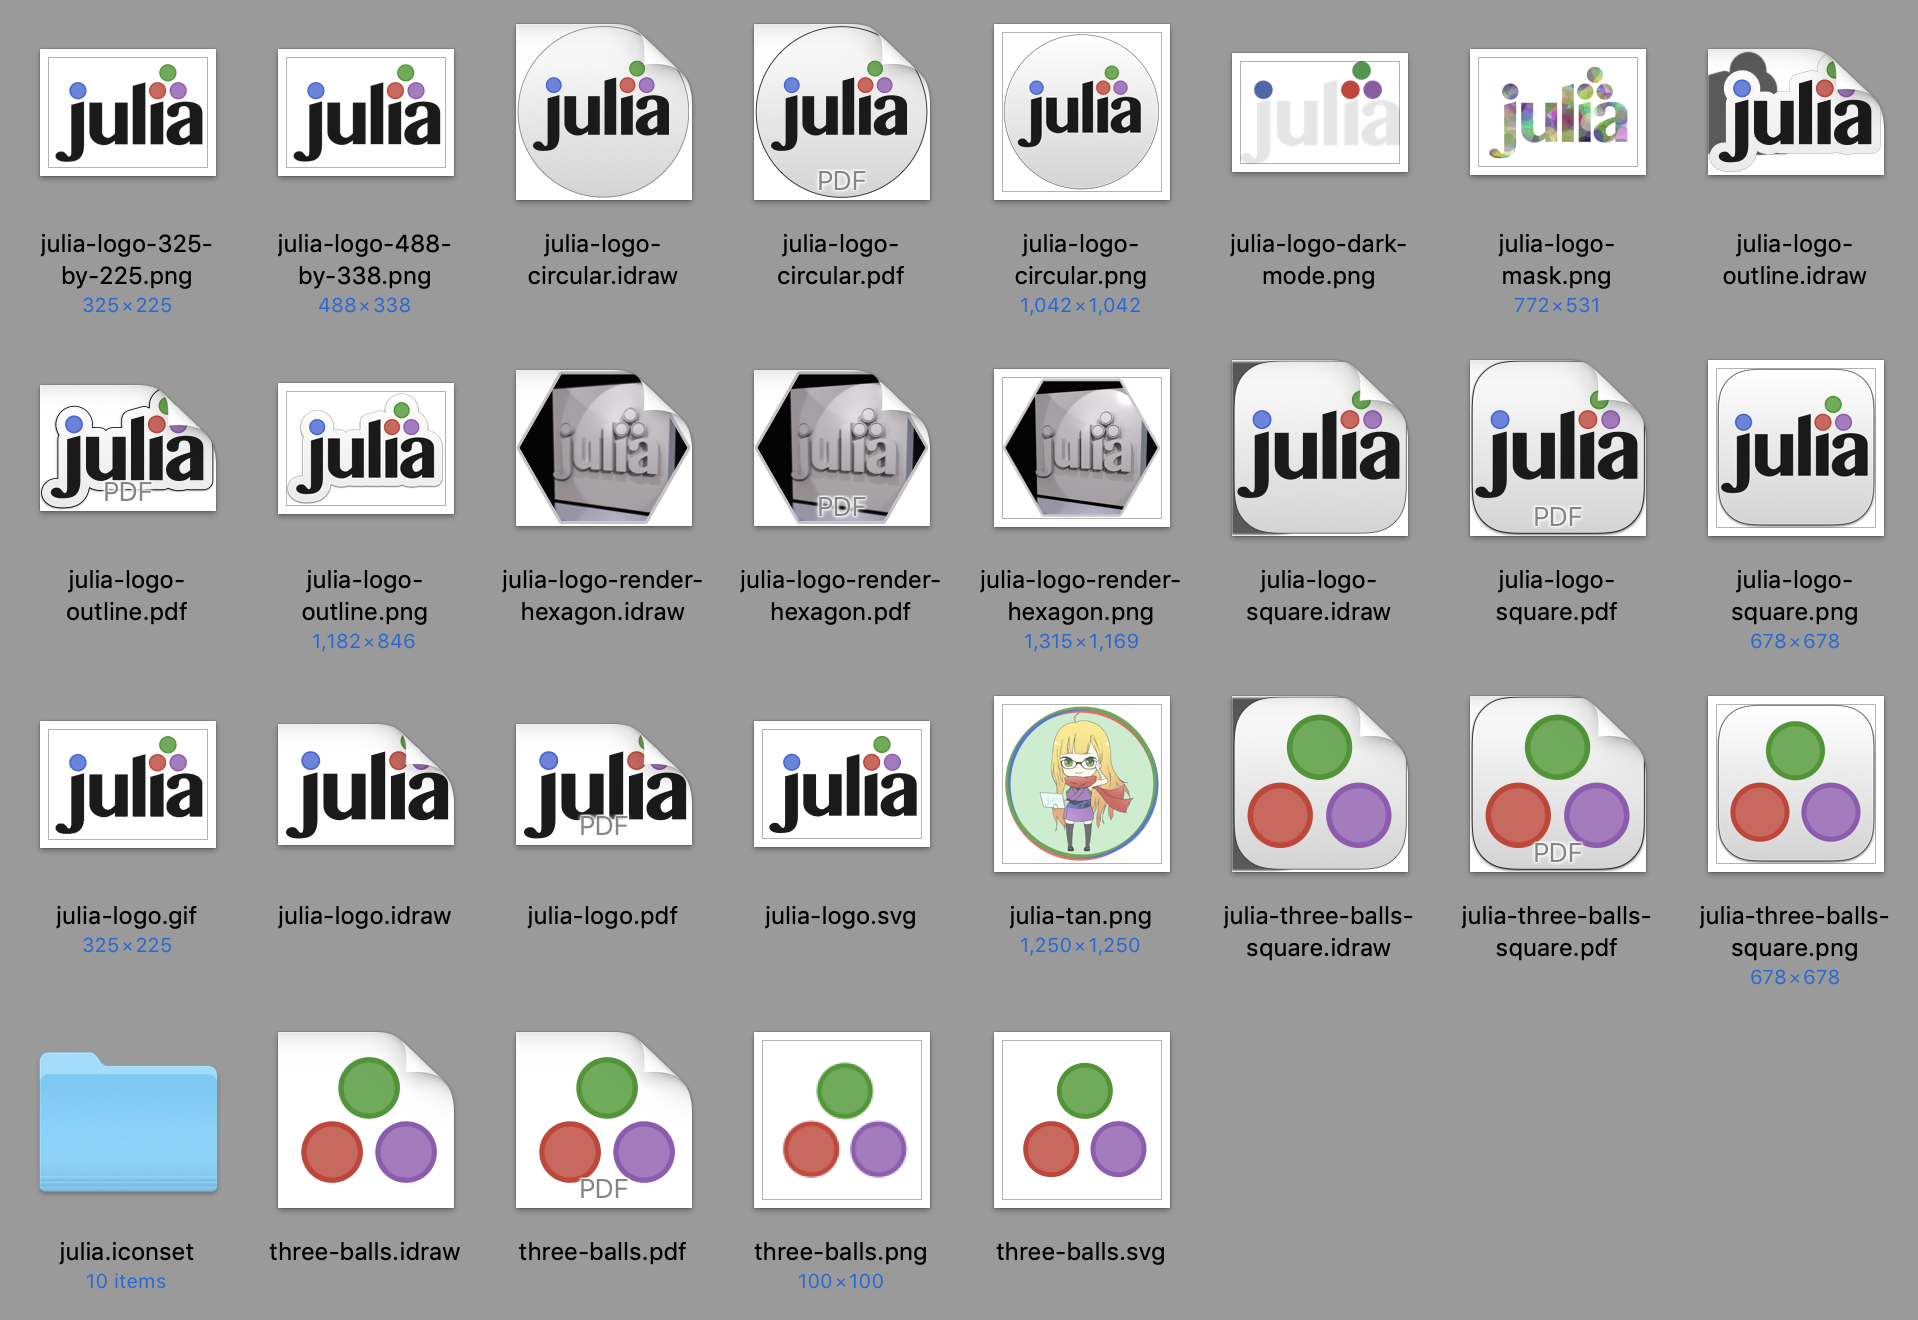 julia
julia
julia
julia
PDF
julia
julia
julia
julia
julia-logo-325-
by-225.png
325×225
julia-logo-488-
by-338.png
488×338
julia-logo-
circular.idraw
julia-logo-
circular.pdf
julia-logo-
circular.png
1,042×1,042
julia-logo-dark-
mode.png
julia-logo-
mask.png
772×531
julia-logo-
outline.idraw
julia
PDF
julia
julia
julia
PDF
julia
julia
julia
PDF
julia
julia-logo-
outline.pdf
julia-logo-
outline.png
1,182×846
julia-logo-render-
hexagon.idraw
julia-logo-render-
hexagon.pdf
julia-logo-render-
hexagon.png
1,315×1,169
julia-logo-
square.idraw
julia-logo-
square.pdf
julia-logo-
square.png
678×678
julia
julia
julia
PDF
julia
PDF
julia-logo.gif
325×225
julia-logo.idraw
julia-logo.pdf
julia-logo.svg
julia-tan.png
1,250×1,250
julia-three-balls-
square.idraw
julia-three-balls-
square.pdf
julia-three-balls-
square.png
678×678
PDF
julia.iconset
10 items
three-balls.idraw
three-balls.pdf
three-balls.png
100×100
three-balls.svg